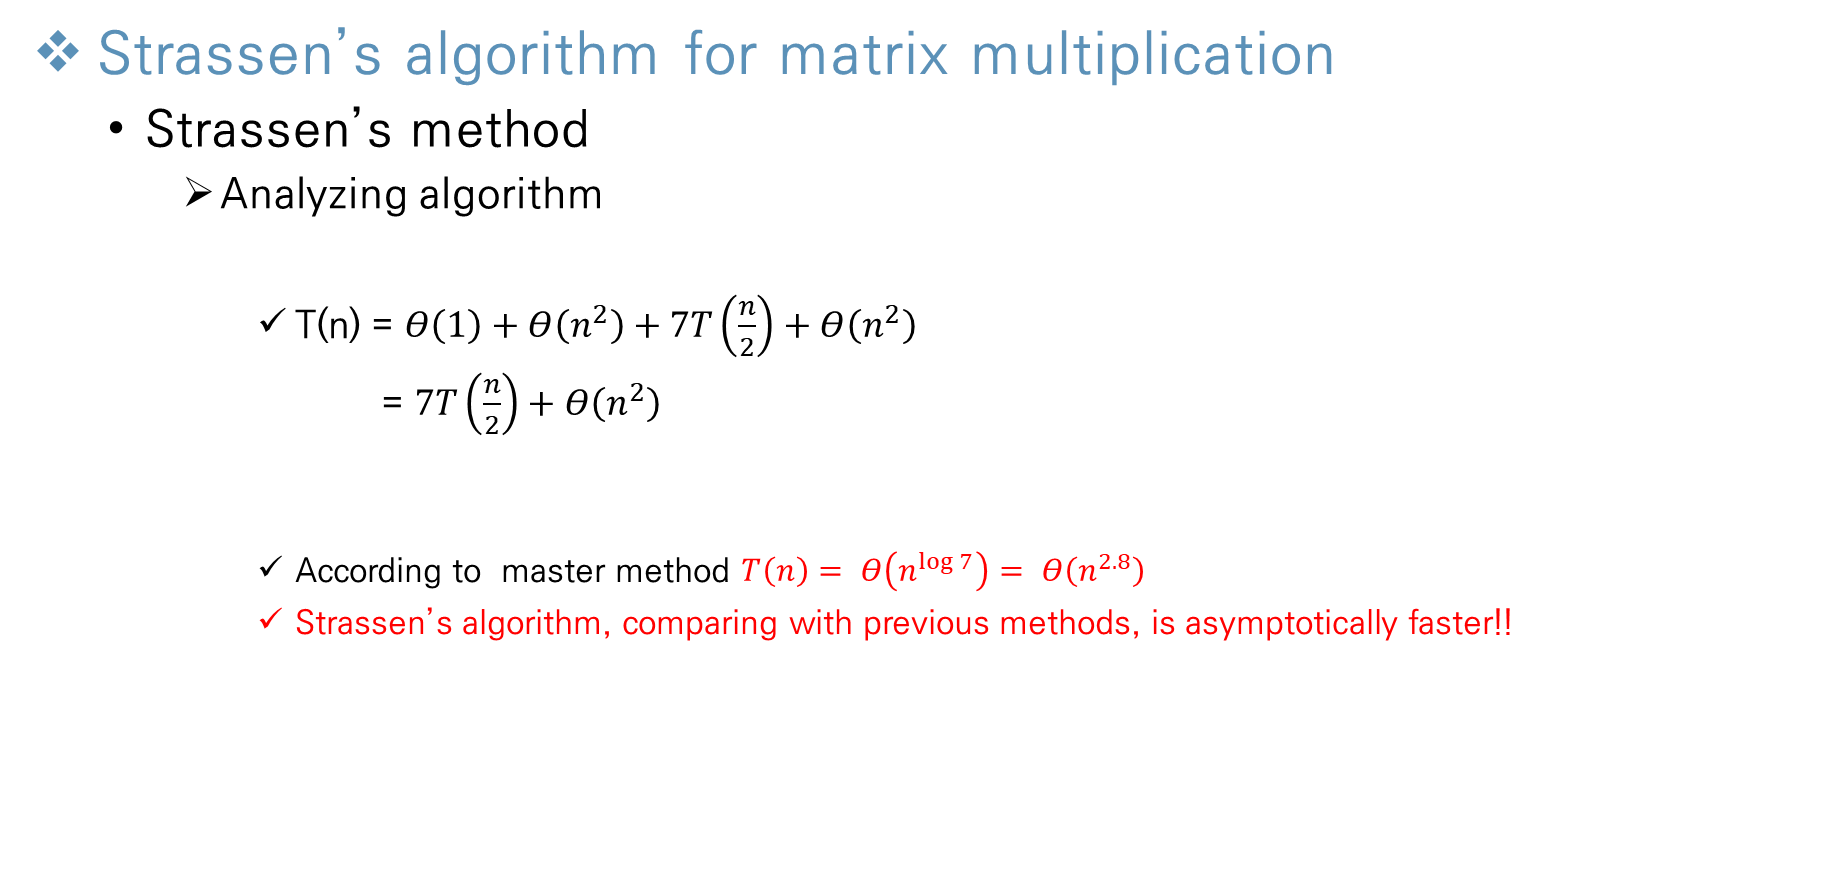 ❖ Strassen’s algorithm for matrix multiplication
• Strassen’s method
➢ Analyzing algorithm
✓ T(n) = θ(1) + θ(n²) + 7T(n/2) + θ(n²)
= 7T(n/2) + θ(n²)
✓ According to master method T(n) = θ(n^{log 7}) = θ(n^{2.8})
✓ Strassen’s algorithm, comparing with previous methods, is asymptotically faster!!